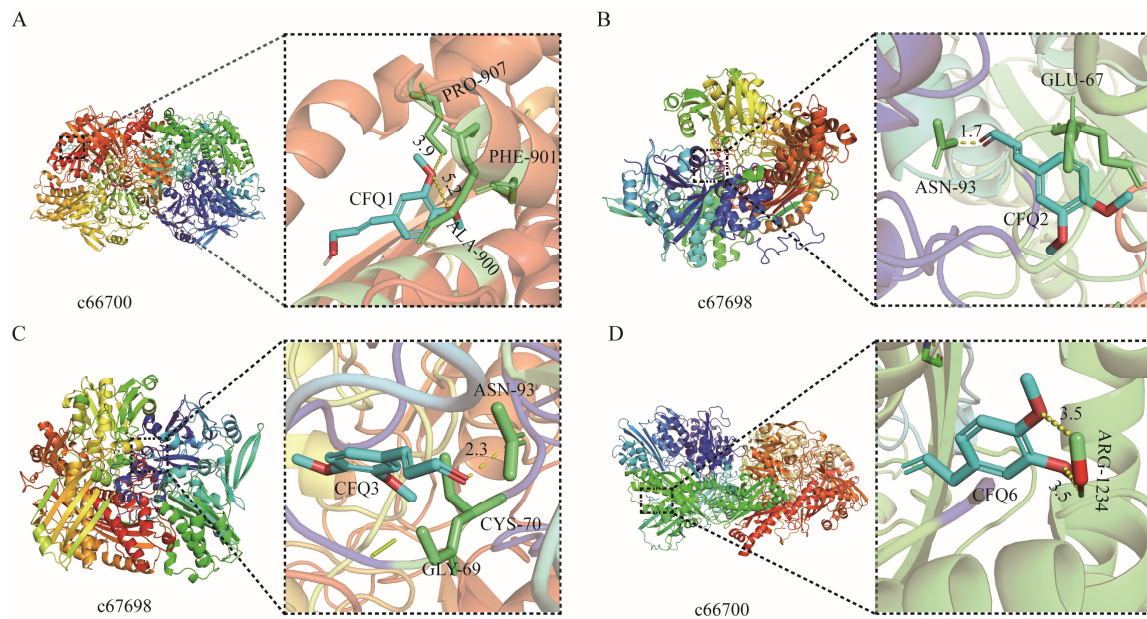 A
PRO-907
3.9
PHE-901
5.2
CFQ1
ALA-900
c66700
B
GLU-67
1.7
ASN-93
CFQ2
c67698
C
ASN-93
2.3
CFQ3
CYS-70
GLY-69
c67698
D
3.5
ARG-1234
CFQ6
3.5
c66700